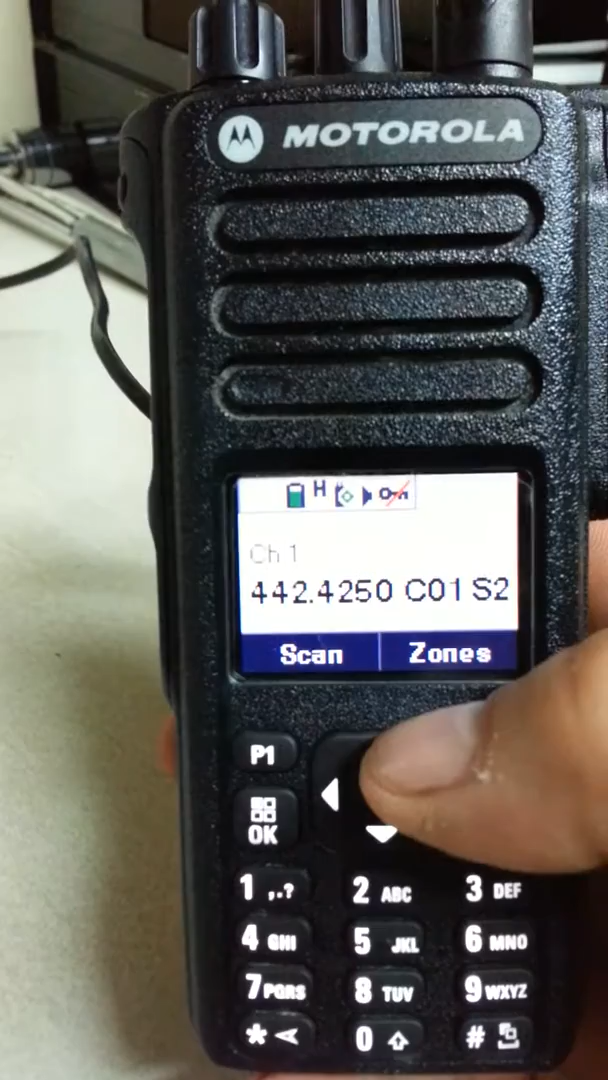 MOTOROLA
H
Ch 1
442.4250 C01 S2
Scan Zones
P1
OK
1 ,.? 2 ABC 3 DEF
4 GHI 5 JKL 6 MNO
7 PQRS 8 TUV 9 WXYZ
* 0 #